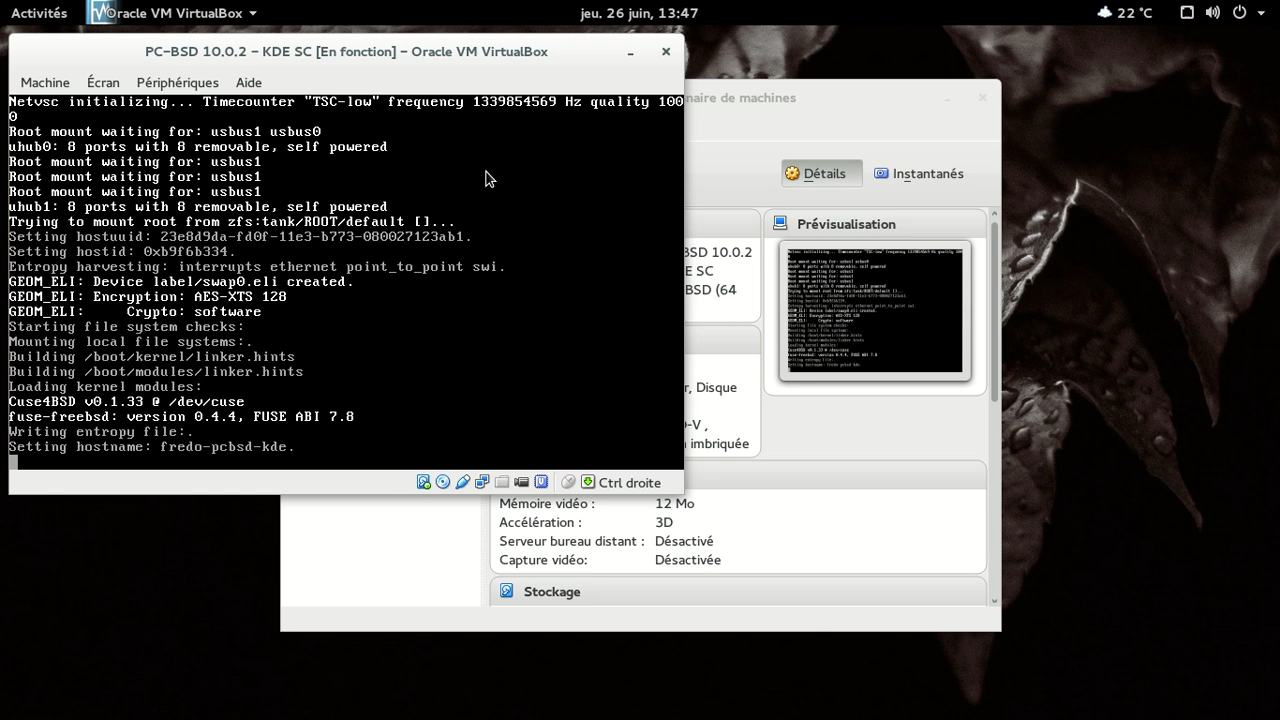 Activités
Oracle VM VirtualBox
jeu. 26 juin, 13:47
22 °C
PC-BSD 10.0.2 – KDE SC [En fonction] – Oracle VM VirtualBox
Machine Écran Périphériques Aide
Netvsc initializing... Timecounter "TSC-low" frequency 1339854569 Hz quality 100
0
Root mount waiting for: usbus1 usbus0
uhub0: 8 ports with 8 removable, self powered
Root mount waiting for: usbus1
Root mount waiting for: usbus1
Root mount waiting for: usbus1
uhub1: 8 ports with 8 removable, self powered
Trying to mount root from zfs:tank/ROOT/default []...
Setting hostuuid: 23e8d9da-fd0f-11e3-b773-080027123ab1.
Setting hostid: 0x9f6b334.
Entropy harvesting: interrupts ethernet point_to_point swi.
GEOM_ELI: Device label/swap0.eli created.
GEOM_ELI: Encryption: AES-XTS 128
GEOM_ELI:     Crypto: software
Starting file system checks:
Mounting local file systems:.
Building /boot/kernel/linker.hints
Building /boot/modules/linker.hints
Loading kernel modules:
Cuse4BSD v0.1.33 @ /dev/cuse
fuse-freebsd: version 0.4.4, FUSE ABI 7.8
Writing entropy file:.
Setting hostname: fredo-pcbsd-kde.
Ctrl droite
naire de machines
Détails
Instantanés
Prévisualisation
BSD 10.0.2
E SC
BSD (64
r, Disque
D-V ,
n imbriquée
Mémoire vidéo : 12 Mo
Accélération : 3D
Serveur bureau distant : Désactivé
Capture vidéo: Désactivée
Stockage